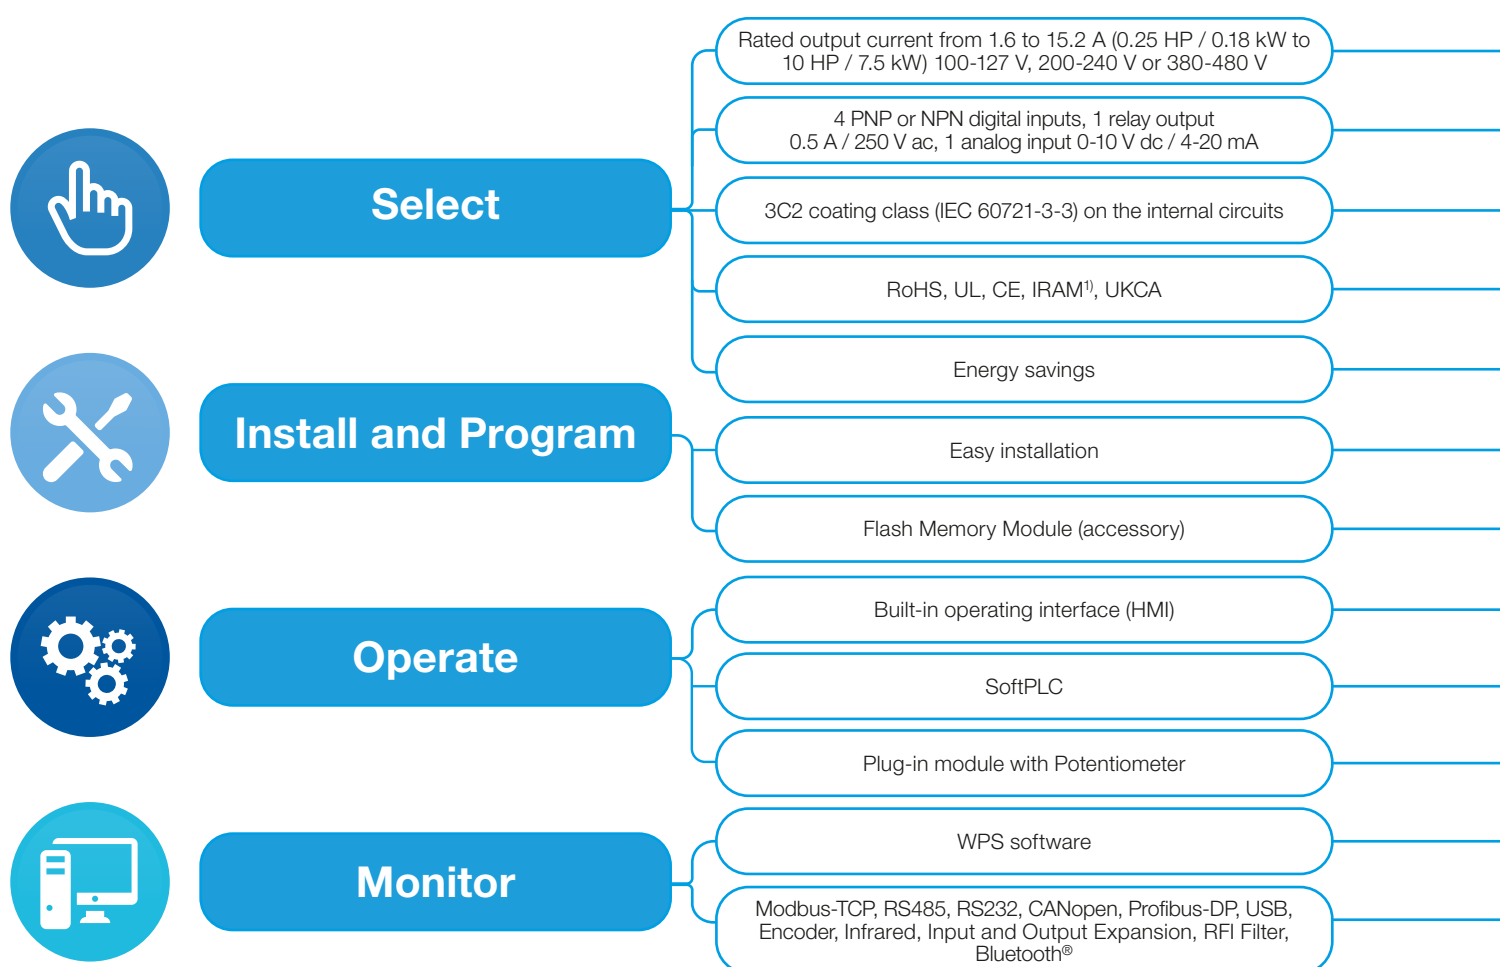 Select
Rated output current from 1.6 to 15.2 A (0.25 HP / 0.18 kW to
10 HP / 7.5 kW) 100-127 V, 200-240 V or 380-480 V
4 PNP or NPN digital inputs, 1 relay output
0.5 A / 250 V ac, 1 analog input 0-10 V dc / 4-20 mA
3C2 coating class (IEC 60721-3-3) on the internal circuits
RoHS, UL, CE, IRAM¹⁾, UKCA
Energy savings
Install and Program
Easy installation
Flash Memory Module (accessory)
Operate
Built-in operating interface (HMI)
SoftPLC
Plug-in module with Potentiometer
Monitor
WPS software
Modbus-TCP, RS485, RS232, CANopen, Profibus-DP, USB,
Encoder, Infrared, Input and Output Expansion, RFI Filter,
Bluetooth®